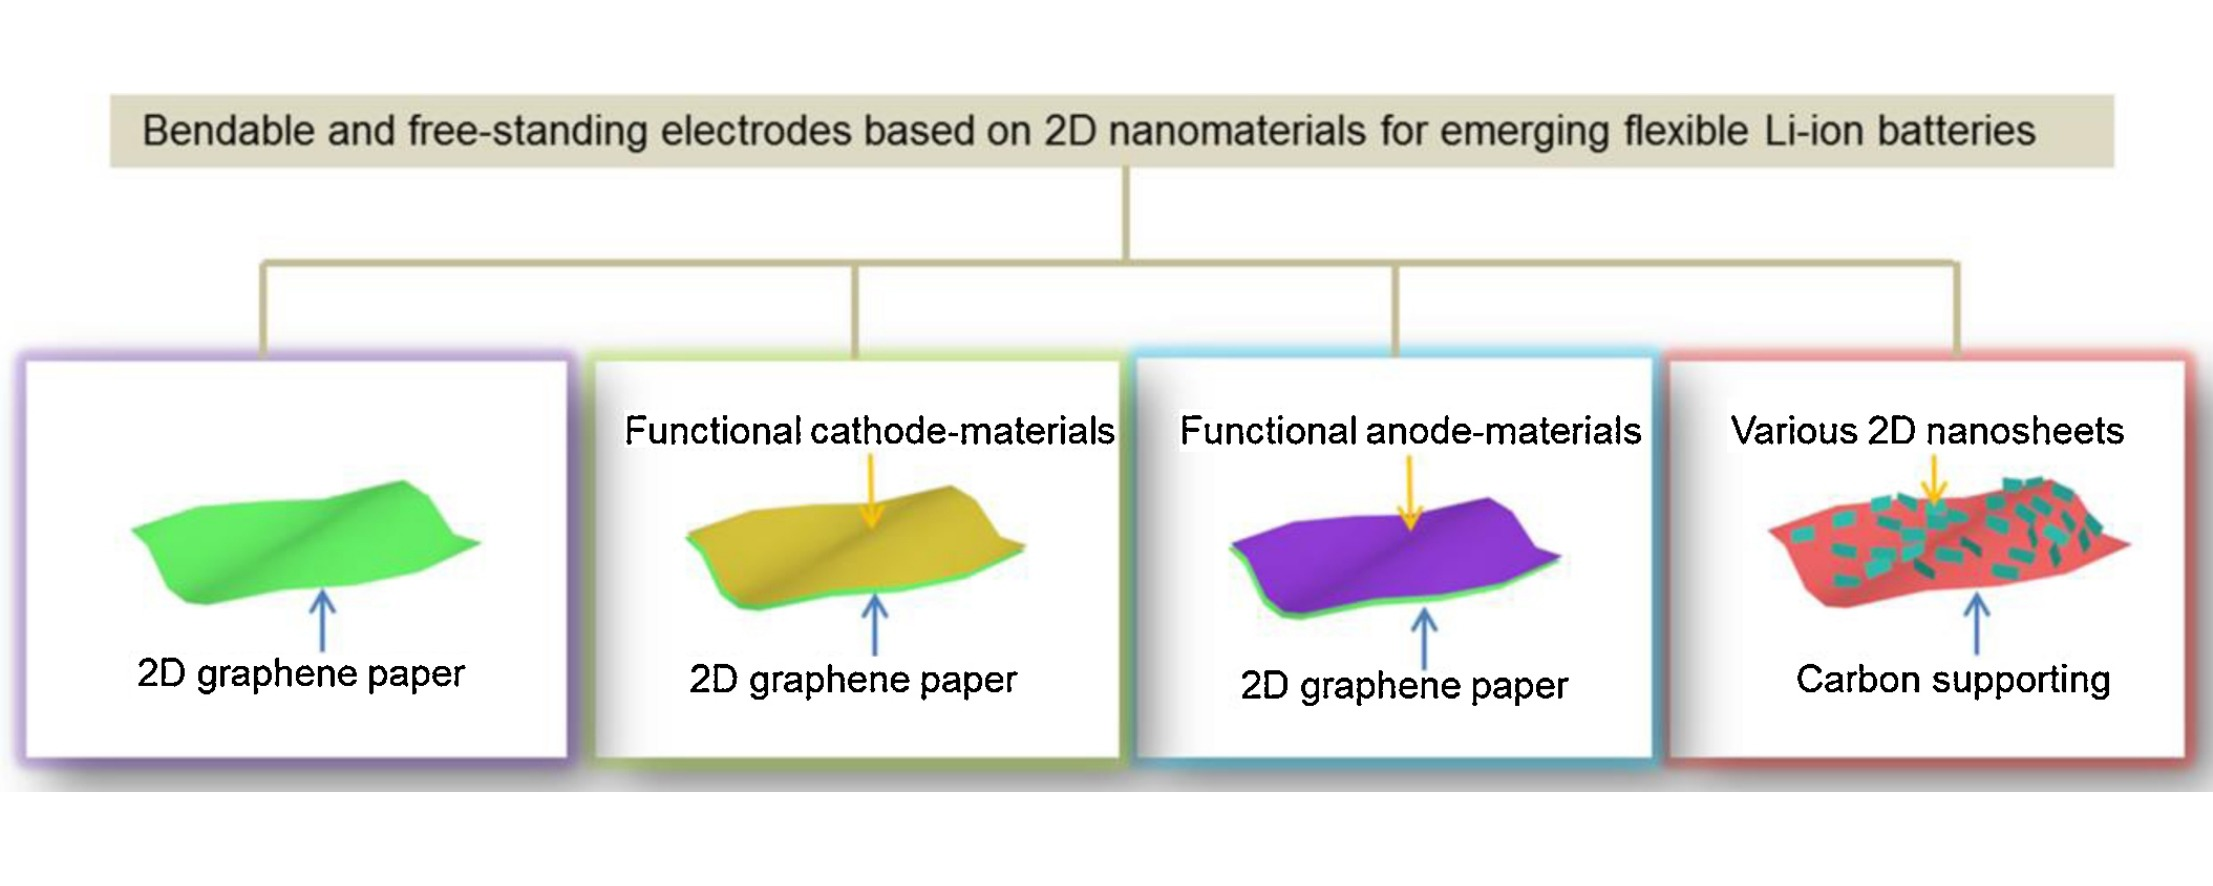 Bendable and free-standing electrodes based on 2D nanomaterials for emerging flexible Li-ion batteries
2D graphene paper
Functional cathode-materials
2D graphene paper
Functional anode-materials
2D graphene paper
Various 2D nanosheets
Carbon supporting